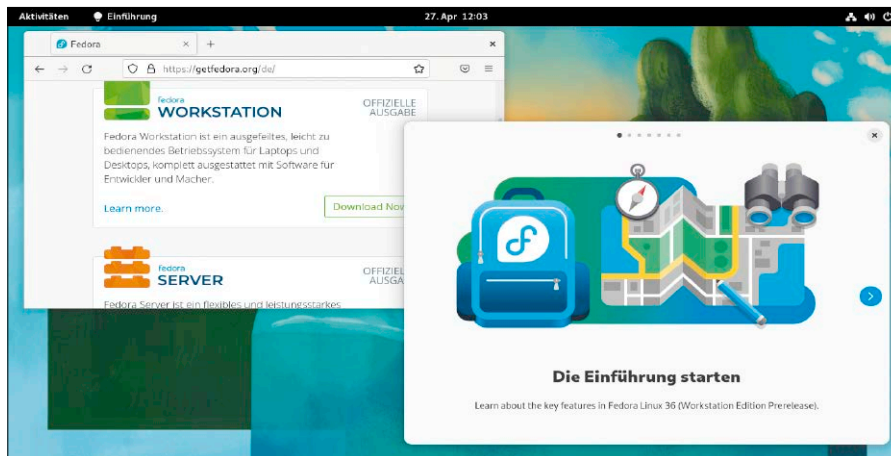 Aktivitäten Einführung 27. Apr 12:03
Fedora
https://getfedora.org/de/
fedora
WORKSTATION
OFFIZIELLE
AUSGABE
Fedora Workstation ist ein ausgefeiltes, leicht zu
bedienendes Betriebssystem für Laptops und
Desktops, komplett ausgestattet mit Software für
Entwickler und Macher.
Learn more.
Download Now
fedora
SERVER
OFFIZIEL
AUSGA
Fedora Server ist ein flexibles und leistungsstarkes
Die Einführung starten
Learn about the key features in Fedora Linux 36 (Workstation Edition Prerelease).